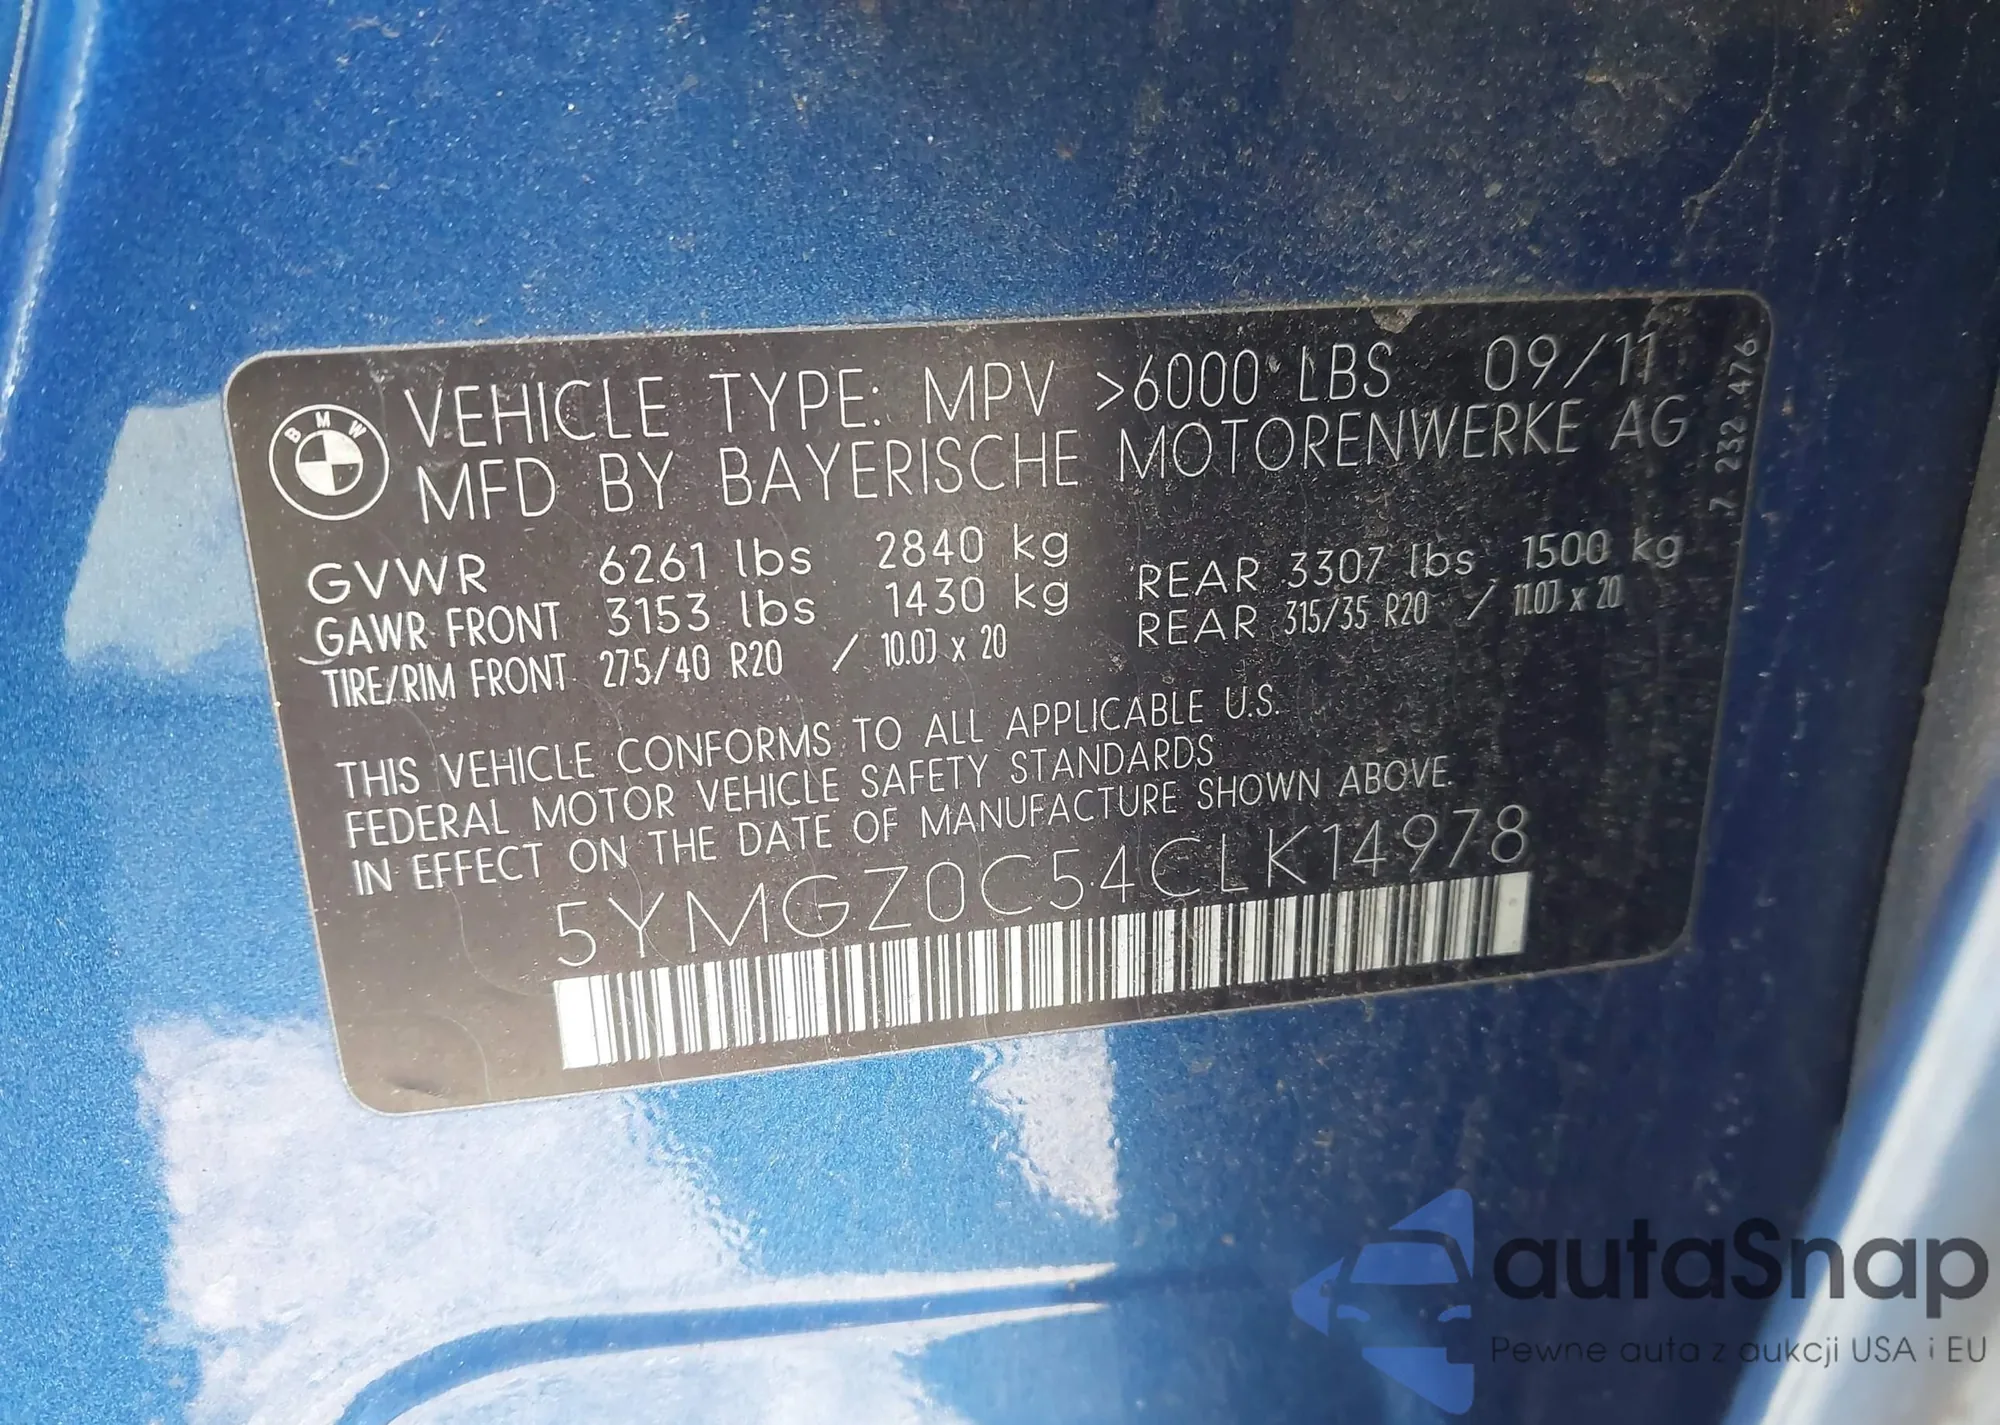 BMW
VEHICLE TYPE: MPV >6000 LBS 09/11
MFD BY BAYERISCHE MOTORENWERKE AG
7 232 476
GVWR 6261 lbs 2840 kg
GAWR FRONT 3153 lbs 1430 kg REAR 3307 lbs 1500 kg
TIRE/RIM FRONT 275/40 R20 / 10.0J x 20 REAR 315/35 R20 / 11.0J x 20
THIS VEHICLE CONFORMS TO ALL APPLICABLE U.S.
FEDERAL MOTOR VEHICLE SAFETY STANDARDS
IN EFFECT ON THE DATE OF MANUFACTURE SHOWN ABOVE.
5YMGZ0C54CLK14978
autaSnap
Pewne auta z aukcji USA i EU